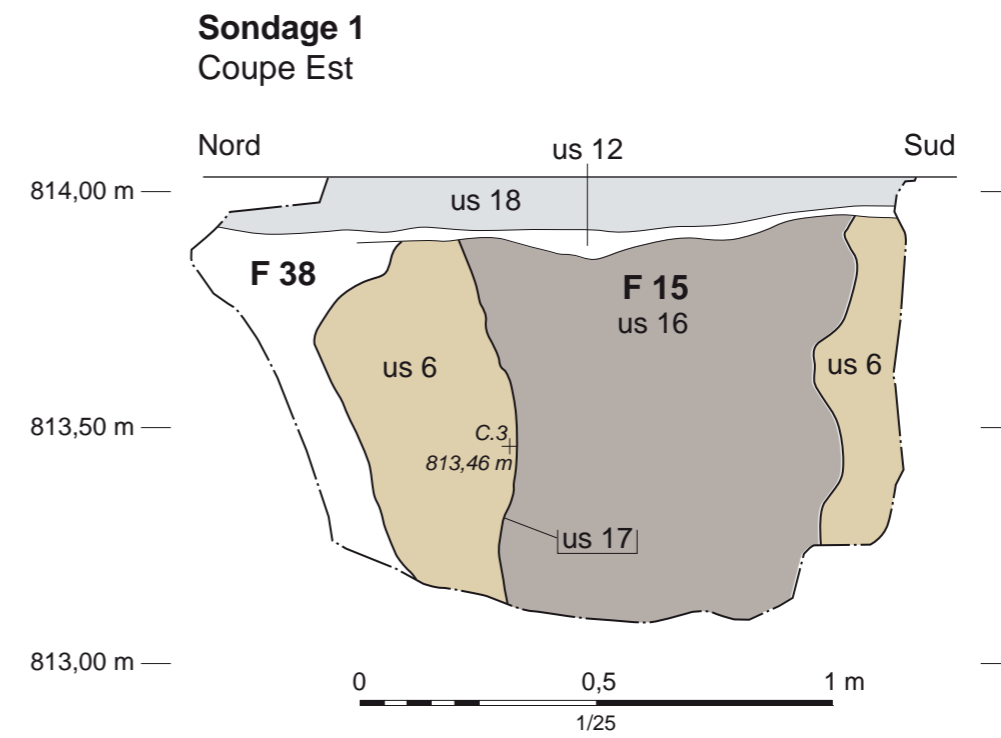 Sondage 1
Coupe Est
Nord
us 12
Sud
814,00 m
us 18
F 38
F 15
us 16
us 6
us 6
813,50 m
C.3
813,46 m
us 17
813,00 m
0
0,5
1 m
1/25